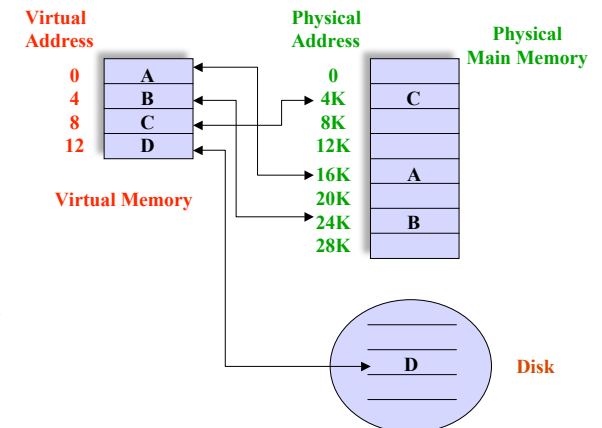 Virtual
Address
0
4
8
12
A
B
C
D
Virtual Memory
Physical
Address
0
4K
8K
12K
16K
20K
24K
28K
Physical
Main Memory
C
A
B
D
Disk